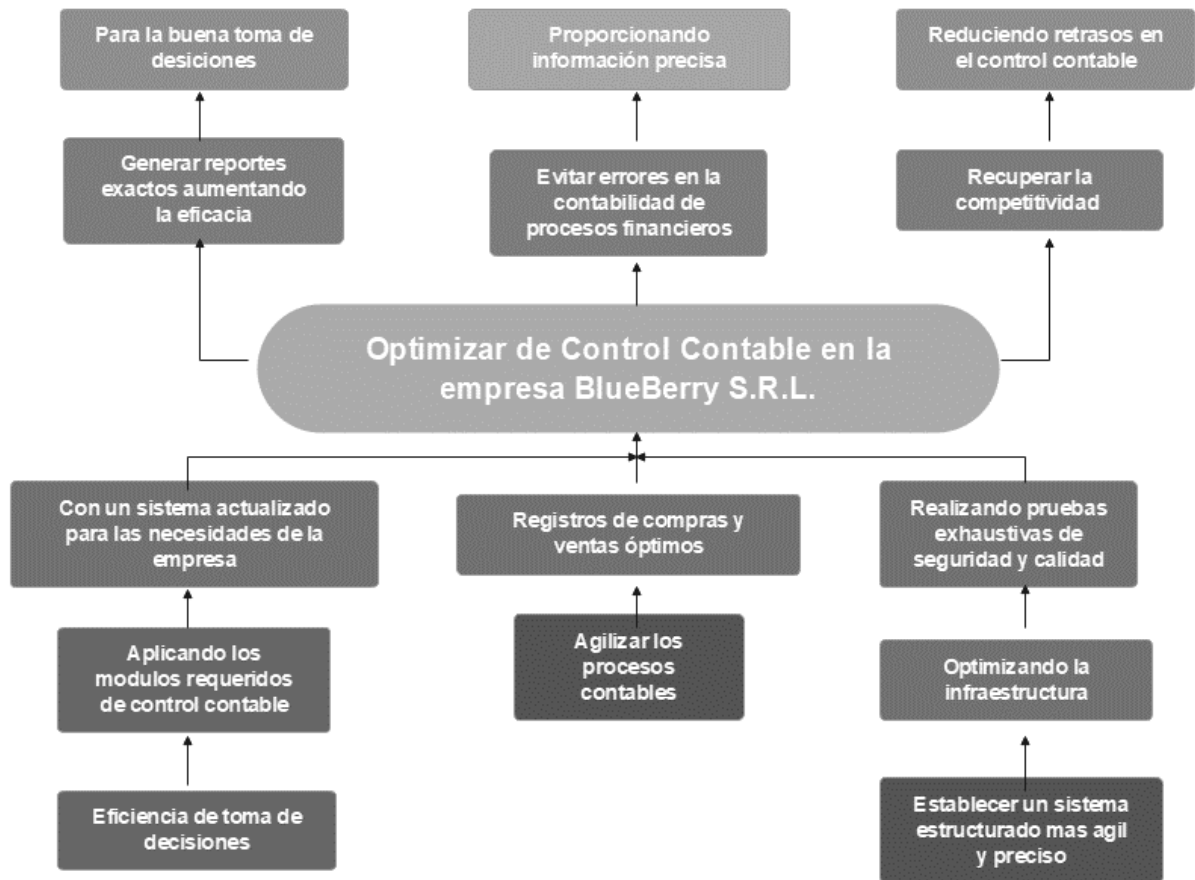 Para la buena toma de
desiciones
Proporcionando
información precisa
Reduciendo retrasos en
el control contable
Generar reportes
exactos aumentando
la eficacia
Evitar errores en la
contabilidad de
procesos financieros
Recuperar la
competitividad
Optimizar de Control Contable en la
empresa BlueBerry S.R.L.
Con un sistema actualizado
para las necesidades de la
empresa
Registros de compras y
ventas óptimos
Realizando pruebas
exhaustivas de
seguridad y calidad
Aplicando los
modulos requeridos
de control contable
Agilizar los
procesos
contables
Optimizando la
infraestructura
Eficiencia de toma de
decisiones
Establecer un sistema
estructurado mas agil
y preciso